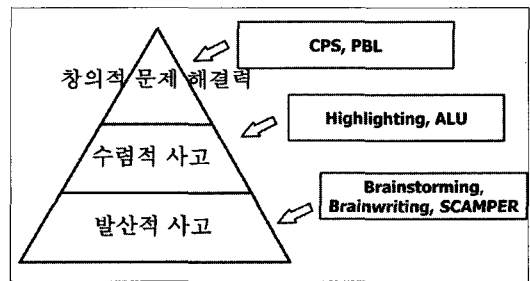 CPS, PBL
창의적 문제 해결력
Highlighting, ALU
수렴적 사고
Brainstorming,
Brainwriting, SCAMPER
발산적 사고